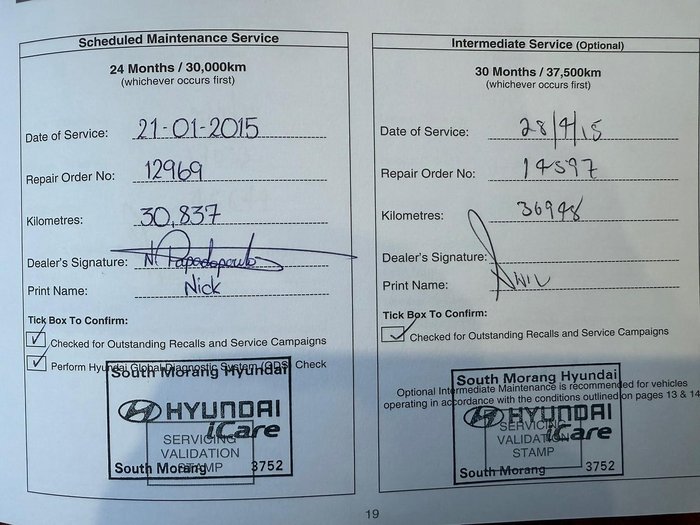 Scheduled Maintenance Service
24 Months / 30,000km
(whichever occurs first)
Date of Service: 21-01-2015
Repair Order No: 12969
Kilometres: 30,837
Dealer's Signature: N. Papadopoulos
Print Name: Nick
Tick Box To Confirm:
Checked for Outstanding Recalls and Service Campaigns
Perform Hyundai Global Diagnostic System (GDS) Check
South Morang Hyundai
HYUNDAI
iCare
SERVICING
VALIDATION
STAMP
South Morang 3752
Intermediate Service (Optional)
30 Months / 37,500km
(whichever occurs first)
Date of Service: 28/4/15
Repair Order No: 14597
Kilometres: 36948
Dealer's Signature:
Print Name:
Tick Box To Confirm:
Checked for Outstanding Recalls and Service Campaigns
South Morang Hyundai
Optional Intermediate Maintenance is recommended for vehicles
operating in accordance with the conditions outlined on pages 13 & 14
HYUNDAI
iCare
SERVICING
VALIDATION
STAMP
South Morang 3752
19